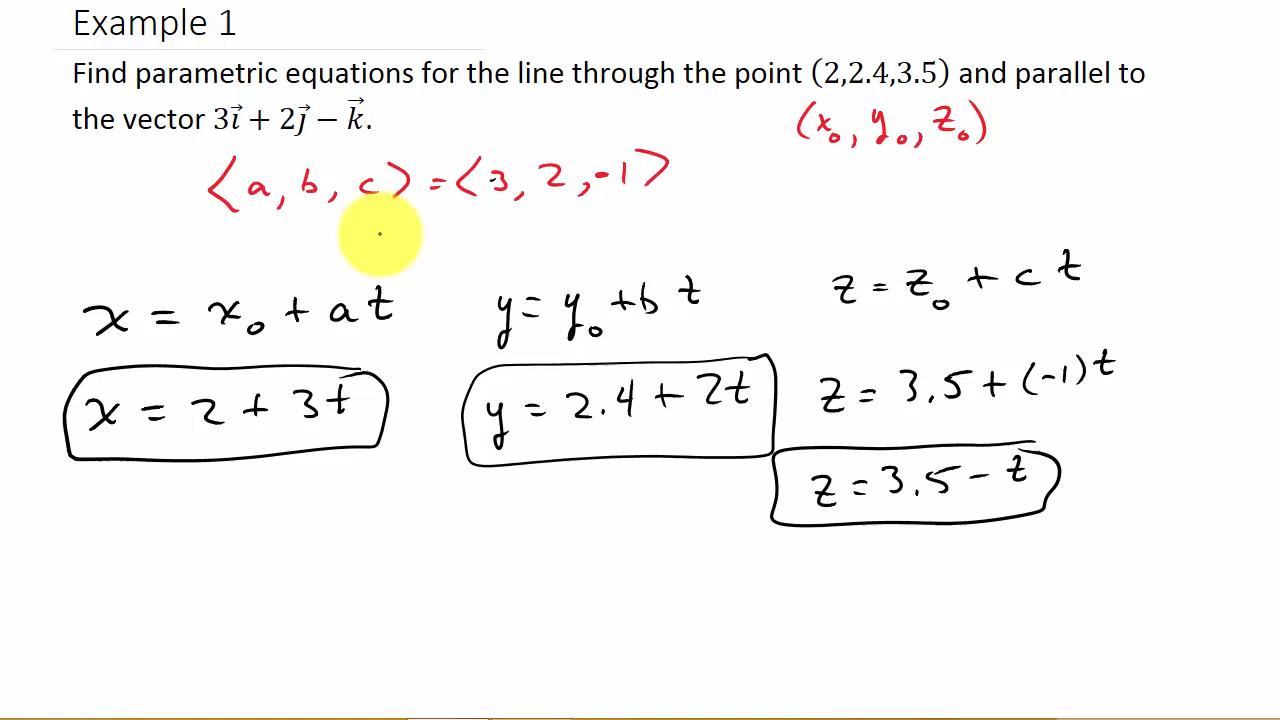 Example 1
Find parametric equations for the line through the point (2,2.4,3.5) and parallel to
the vector 3i⃗ + 2j⃗ − k⃗.
(x₀, y₀, z₀)
⟨a, b, c⟩ = ⟨3, 2, -1⟩
x = x₀ + at
x = 2 + 3t
y = y₀ + bt
y = 2.4 + 2t
z = z₀ + ct
z = 3.5 + (-1)t
z = 3.5 - t